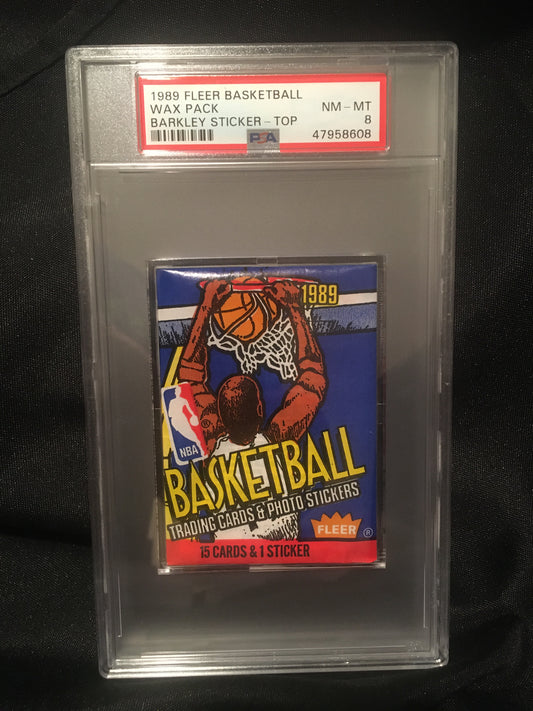 1989 FLEER BASKETBALL
WAX PACK NM – MT
BARKLEY STICKER – TOP 8
PSA 47958608
1989
NBA
BASKETBALL
TRADING CARDS & PHOTO STICKERS
FLEER ®
15 CARDS & 1 STICKER